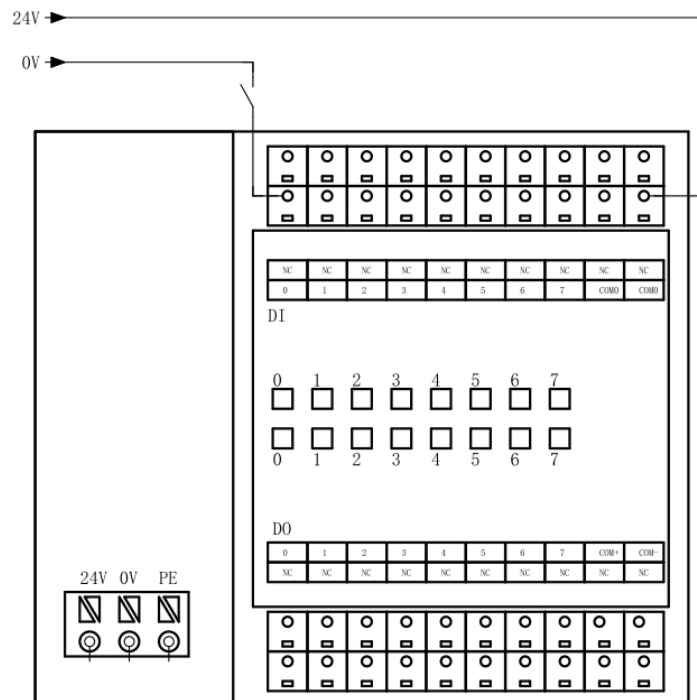 24V
0V
NC NC NC NC NC NC NC NC NC NC
0 1 2 3 4 5 6 7 COM0 COM0
DI
0 1 2 3 4 5 6 7
0 1 2 3 4 5 6 7
DO
0 1 2 3 4 5 6 7 COM+ COM-
NC NC NC NC NC NC NC NC NC NC
24V 0V PE